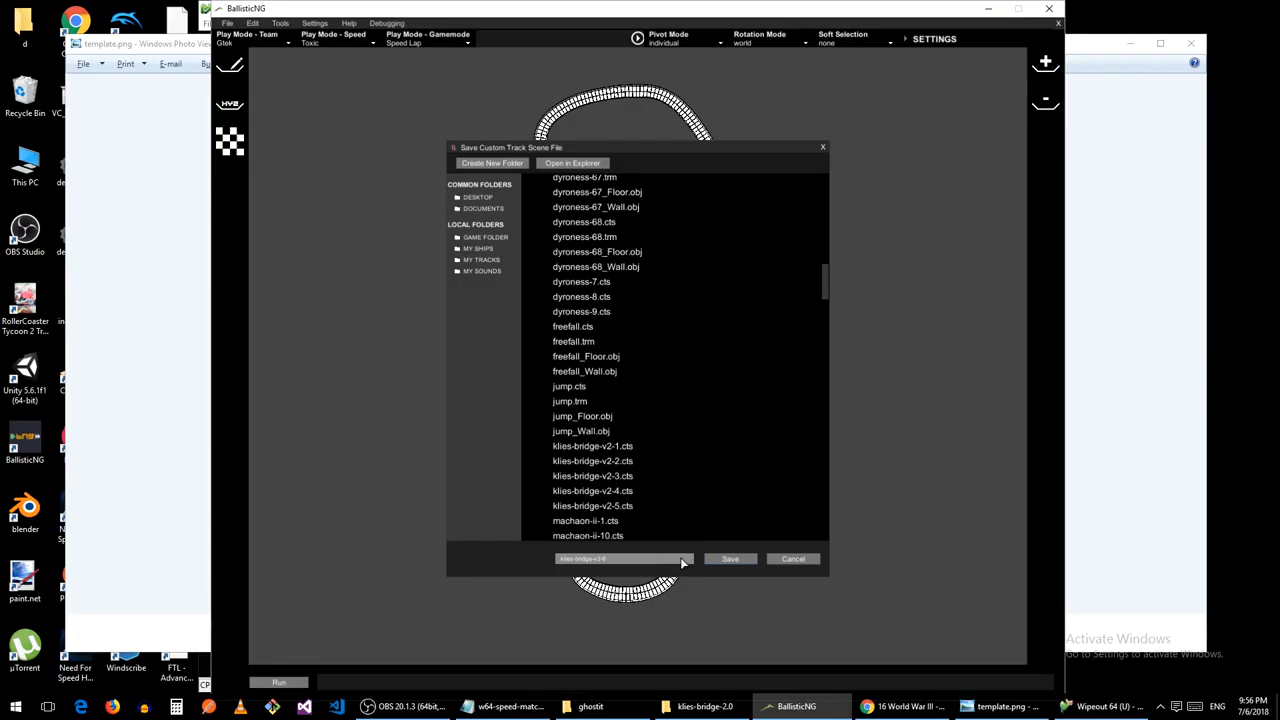 BallisticNG
File Edit Tools Settings Help Debugging X
Play Mode - Team
Gtek
Play Mode - Speed
Toxic
Play Mode - Gamemode
Speed Lap
Pivot Mode
individual
Rotation Mode
world
Soft Selection
none
SETTINGS
template.png - Windows Photo View
File Print E-mail Bu
Save Custom Track Scene File X
Create New Folder Open in Explorer
COMMON FOLDERS
DESKTOP
DOCUMENTS
LOCAL FOLDERS
GAME FOLDER
MY SHIPS
MY TRACKS
MY SOUNDS
dyroness-67.trm
dyroness-67_Floor.obj
dyroness-67_Wall.obj
dyroness-68.cts
dyroness-68.trm
dyroness-68_Floor.obj
dyroness-68_Wall.obj
dyroness-7.cts
dyroness-8.cts
dyroness-9.cts
freefall.cts
freefall.trm
freefall_Floor.obj
freefall_Wall.obj
jump.cts
jump.trm
jump_Floor.obj
jump_Wall.obj
klies-bridge-v2-1.cts
klies-bridge-v2-2.cts
klies-bridge-v2-3.cts
klies-bridge-v2-4.cts
klies-bridge-v2-5.cts
machaon-ii-1.cts
machaon-ii-10.cts
Save Cancel
Run
d
Recycle Bin
This PC
OBS Studio
RollerCoaster
Tycoon 2 Tr...
Unity 5.6.1f1
(64-bit)
BallisticNG
blender
paint.net
µTorrent
Need For
Speed H...
Windscribe
FTL -
Advanc...
CP
Activate Windows
Go to Settings to activate Windows.
OBS 20.1.3 (64bit,...
w64-speed-matc...
ghostit
klies-bridge-2.0
BallisticNG
16 World War III - ...
template.png - ...
Wipeout 64 (U) - ...
9:56 PM
7/6/2018